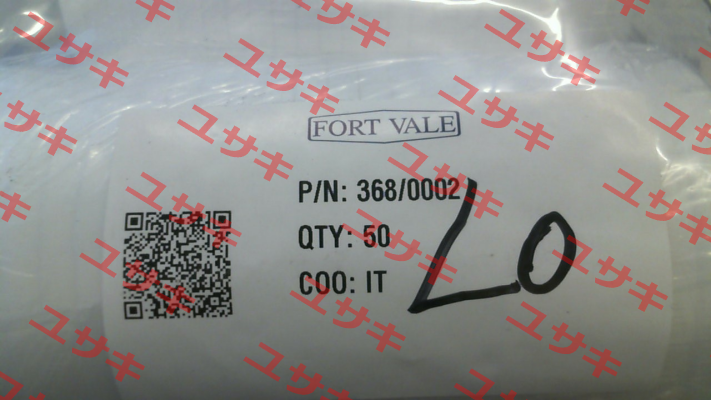 FORT VALE
P/N: 368/0002
QTY: 50
COO: IT
LO
ユサキ